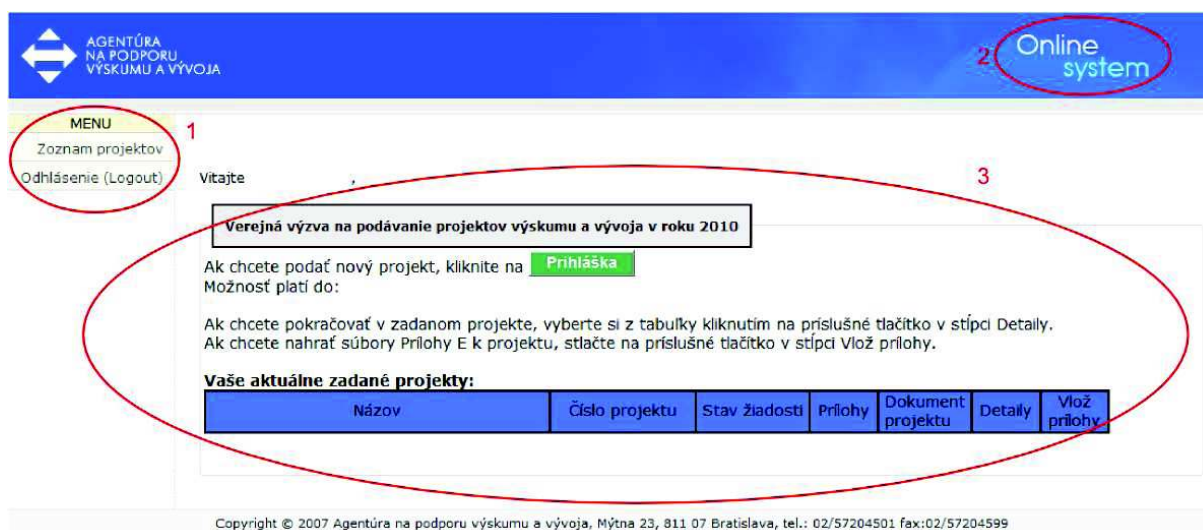 AGENTÚRA
NA PODPORU
VÝSKUMU A VÝVOJA
2
Online
system
MENU
1
Zoznam projektov
Odhlásenie (Logout)
Vitajte ,
3
Verejná výzva na podávanie projektov výskumu a vývoja v roku 2010
Ak chcete podať nový projekt, kliknite na Prihláška
Možnosť platí do:
Ak chcete pokračovať v zadanom projekte, vyberte si z tabuľky kliknutím na príslušné tlačítko v stĺpci Detaily.
Ak chcete nahrať súbory Prílohy E k projektu, stlačte na príslušné tlačítko v stĺpci Vlož prílohy.
Vaše aktuálne zadané projekty:
Názov Číslo projektu Stav žiadosti Prílohy Dokument projektu Detaily Vlož prílohy
Copyright © 2007 Agentúra na podporu výskumu a vývoja, Mýtna 23, 811 07 Bratislava, tel.: 02/57204501 fax:02/57204599